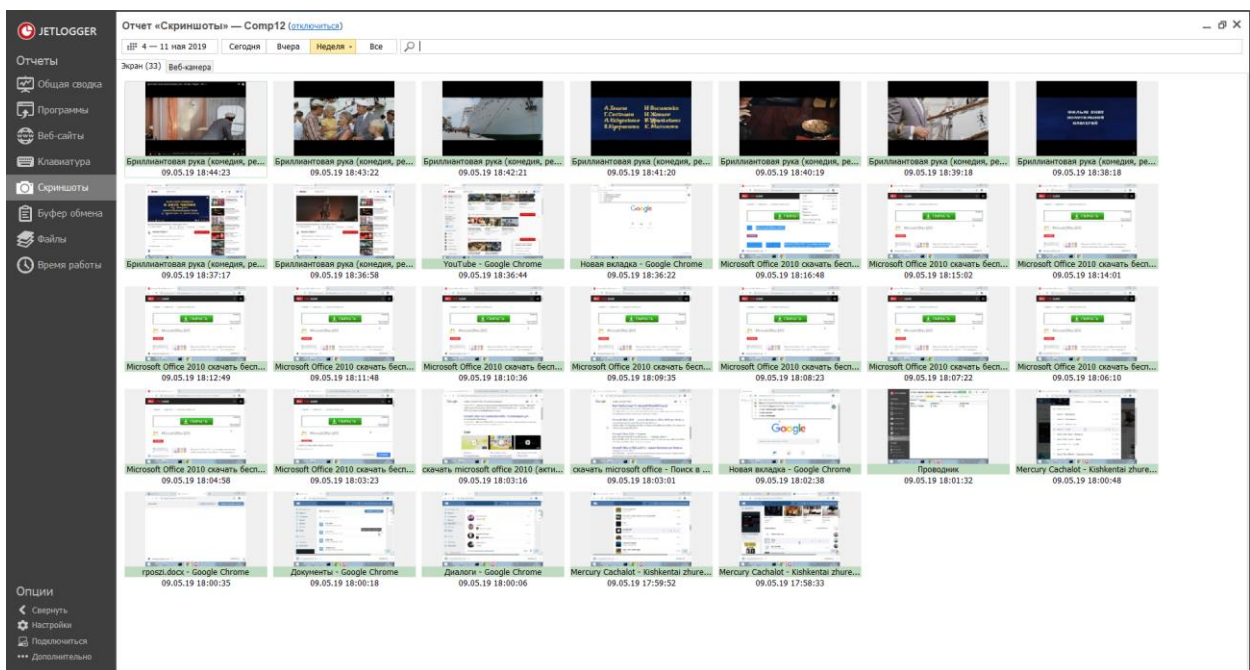 JETLOGGER
Отчет «Скриншоты» — Comp12 (отключиться)
4 — 11 мая 2019 Сегодня Вчера Неделя Все
Экран (33) Веб-камера
Отчеты
Общая сводка
Программы
Веб-сайты
Клавиатура
Скриншоты
Буфер обмена
Файлы
Время работы
Опции
Свернуть
Настройки
Подключиться
Дополнительно
Бриллиантовая рука (комедия, ре... Бриллиантовая рука (комедия, ре... Бриллиантовая рука (комедия, ре... Бриллиантовая рука (комедия, ре... Бриллиантовая рука (комедия, ре... Бриллиантовая рука (комедия, ре... Бриллиантовая рука (комедия, ре...
09.05.19 18:44:23 09.05.19 18:43:22 09.05.19 18:42:21 09.05.19 18:41:20 09.05.19 18:40:19 09.05.19 18:39:18 09.05.19 18:38:18
Google
Бриллиантовая рука (комедия, ре... Бриллиантовая рука (комедия, ре... YouTube - Google Chrome Новая вкладка - Google Chrome Microsoft Office 2010 скачать бесп... Microsoft Office 2010 скачать бесп... Microsoft Office 2010 скачать бесп...
09.05.19 18:37:17 09.05.19 18:36:58 09.05.19 18:36:44 09.05.19 18:36:22 09.05.19 18:16:48 09.05.19 18:15:02 09.05.19 18:14:01
Microsoft Office 2010 скачать бесп... Microsoft Office 2010 скачать бесп... Microsoft Office 2010 скачать бесп... Microsoft Office 2010 скачать бесп... Microsoft Office 2010 скачать бесп... Microsoft Office 2010 скачать бесп... Microsoft Office 2010 скачать бесп...
09.05.19 18:12:49 09.05.19 18:11:48 09.05.19 18:10:36 09.05.19 18:09:35 09.05.19 18:08:23 09.05.19 18:07:22 09.05.19 18:06:10
Google
Microsoft Office 2010 скачать бесп... Microsoft Office 2010 скачать бесп... скачать microsoft office 2010 (акти... скачать microsoft office - Поиск в ... Новая вкладка - Google Chrome Проводник Mercury Cachalot - Kishkentai zhure...
09.05.19 18:04:58 09.05.19 18:03:23 09.05.19 18:03:16 09.05.19 18:03:01 09.05.19 18:02:38 09.05.19 18:01:32 09.05.19 18:00:48
rposzi.docx - Google Chrome Документы - Google Chrome Диалоги - Google Chrome Mercury Cachalot - Kishkentai zhure... Mercury Cachalot - Kishkentai zhure...
09.05.19 18:00:35 09.05.19 18:00:18 09.05.19 18:00:06 09.05.19 17:59:52 09.05.19 17:58:33